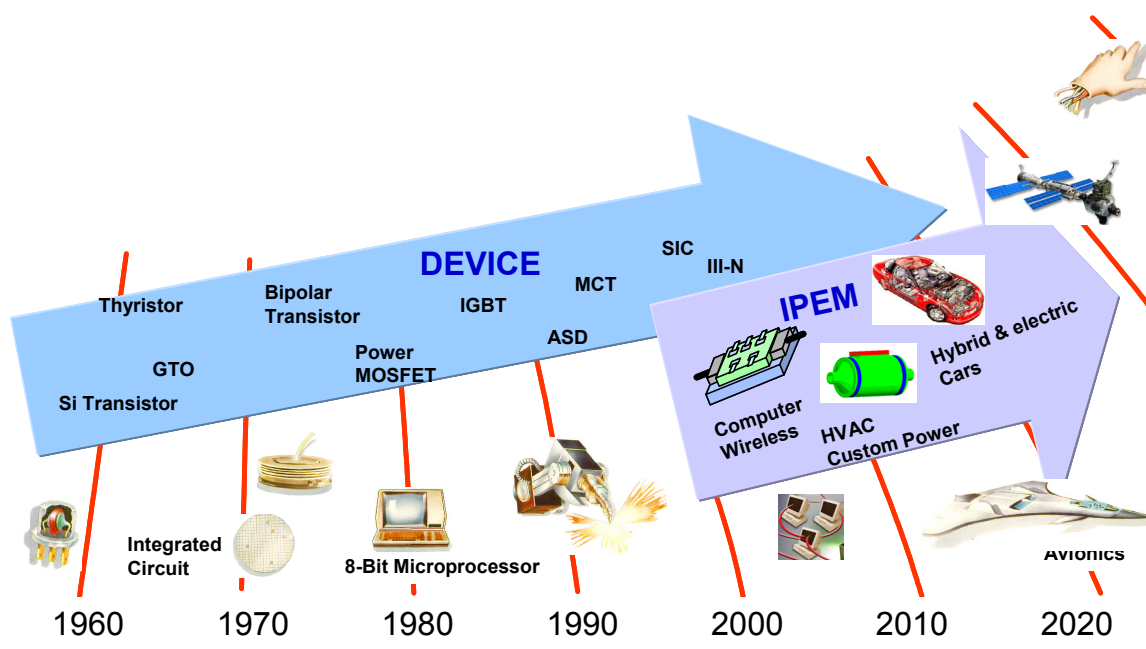 DEVICE
SIC
III-N
MCT
IGBT
ASD
Bipolar
Transistor
Thyristor
Power
MOSFET
GTO
Si Transistor
IPEM
Hybrid & electric
Cars
Computer
Wireless
HVAC
Custom Power
Integrated
Circuit
8-Bit Microprocessor
Avionics
1960
1970
1980
1990
2000
2010
2020